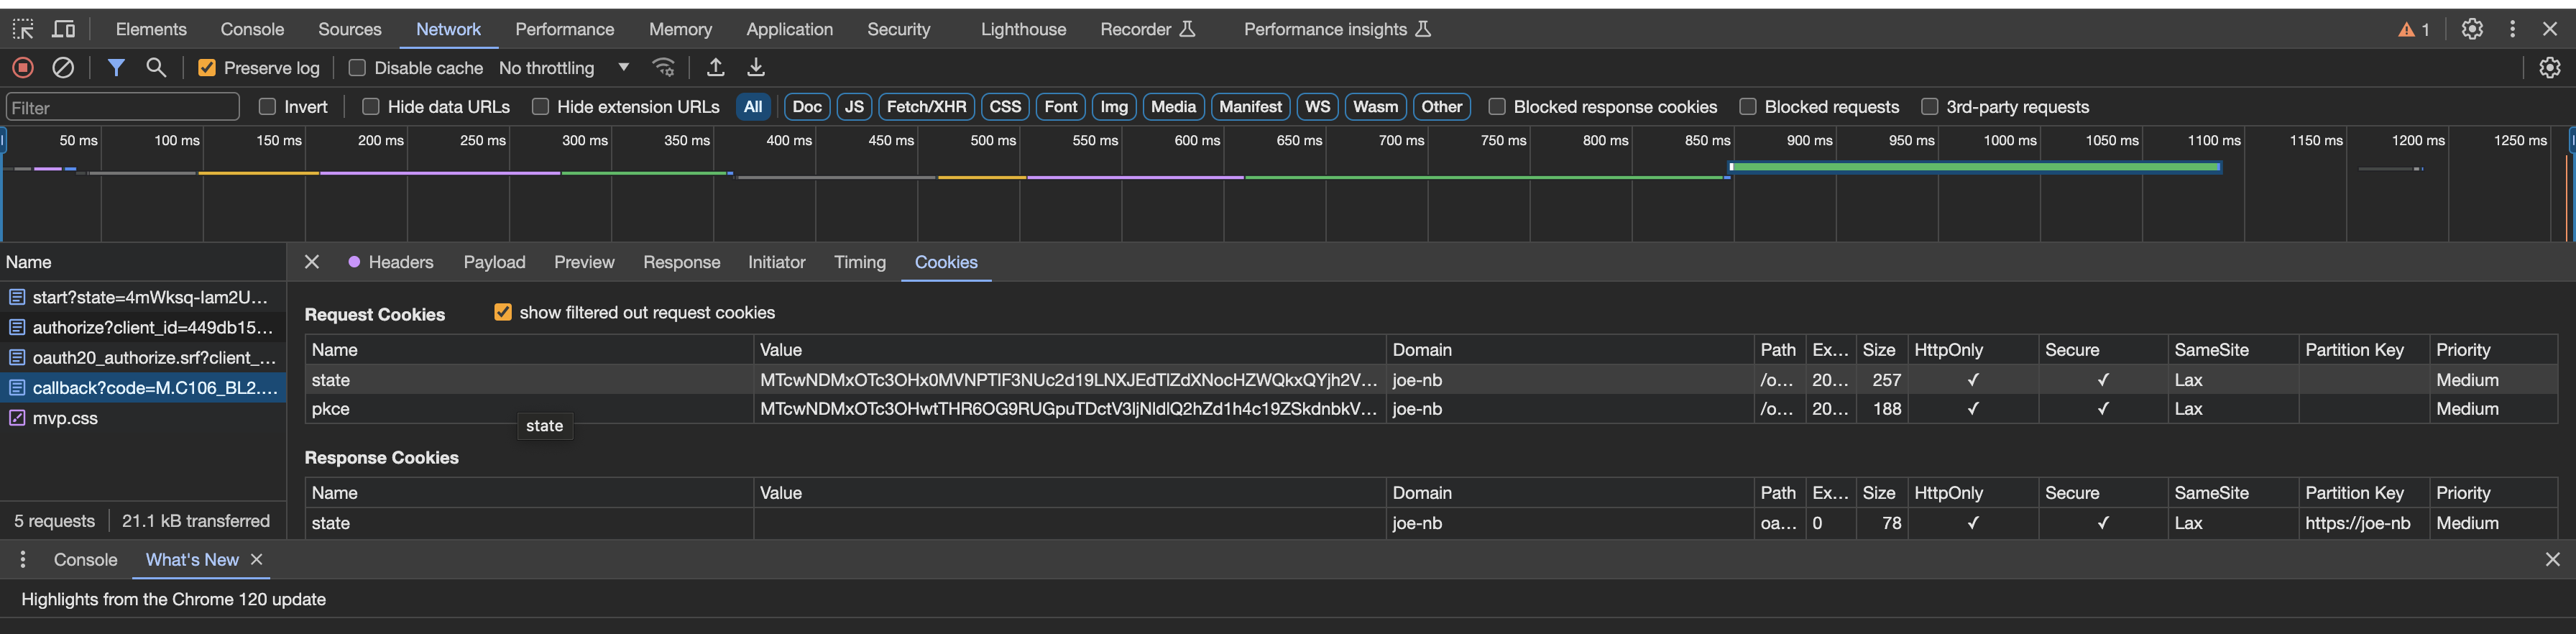 Elements Console Sources Network Performance Memory Application Security Lighthouse Recorder Performance insights 1
Preserve log Disable cache No throttling
Filter Invert Hide data URLs Hide extension URLs All Doc JS Fetch/XHR CSS Font Img Media Manifest WS Wasm Other Blocked response cookies Blocked requests 3rd-party requests
50 ms 100 ms 150 ms 200 ms 250 ms 300 ms 350 ms 400 ms 450 ms 500 ms 550 ms 600 ms 650 ms 700 ms 750 ms 800 ms 850 ms 900 ms 950 ms 1000 ms 1050 ms 1100 ms 1150 ms 1200 ms 1250 ms
Name
start?state=4mWksq-Iam2U...
authorize?client_id=449db15...
oauth20_authorize.srf?client_...
callback?code=M.C106_BL2....
mvp.css
5 requests 21.1 kB transferred
Headers Payload Preview Response Initiator Timing Cookies
Request Cookies show filtered out request cookies
Name Value Domain Path Ex... Size HttpOnly Secure SameSite Partition Key Priority
state MTcwNDMxOTc3OHx0MVNPTlF3NUc2d19LNXJEdTlZdXNocHZWQkxQYjh2V... joe-nb /o... 20... 257 ✓ ✓ Lax Medium
pkce MTcwNDMxOTc3OHwtTHR6OG9RUGpuTDctV3ljNldlQ2hZd1h4c19ZSkdnbkV... joe-nb /o... 20... 188 ✓ ✓ Lax Medium
state
Response Cookies
Name Value Domain Path Ex... Size HttpOnly Secure SameSite Partition Key Priority
state joe-nb oa... 0 78 ✓ ✓ Lax https://joe-nb Medium
Console What's New
Highlights from the Chrome 120 update